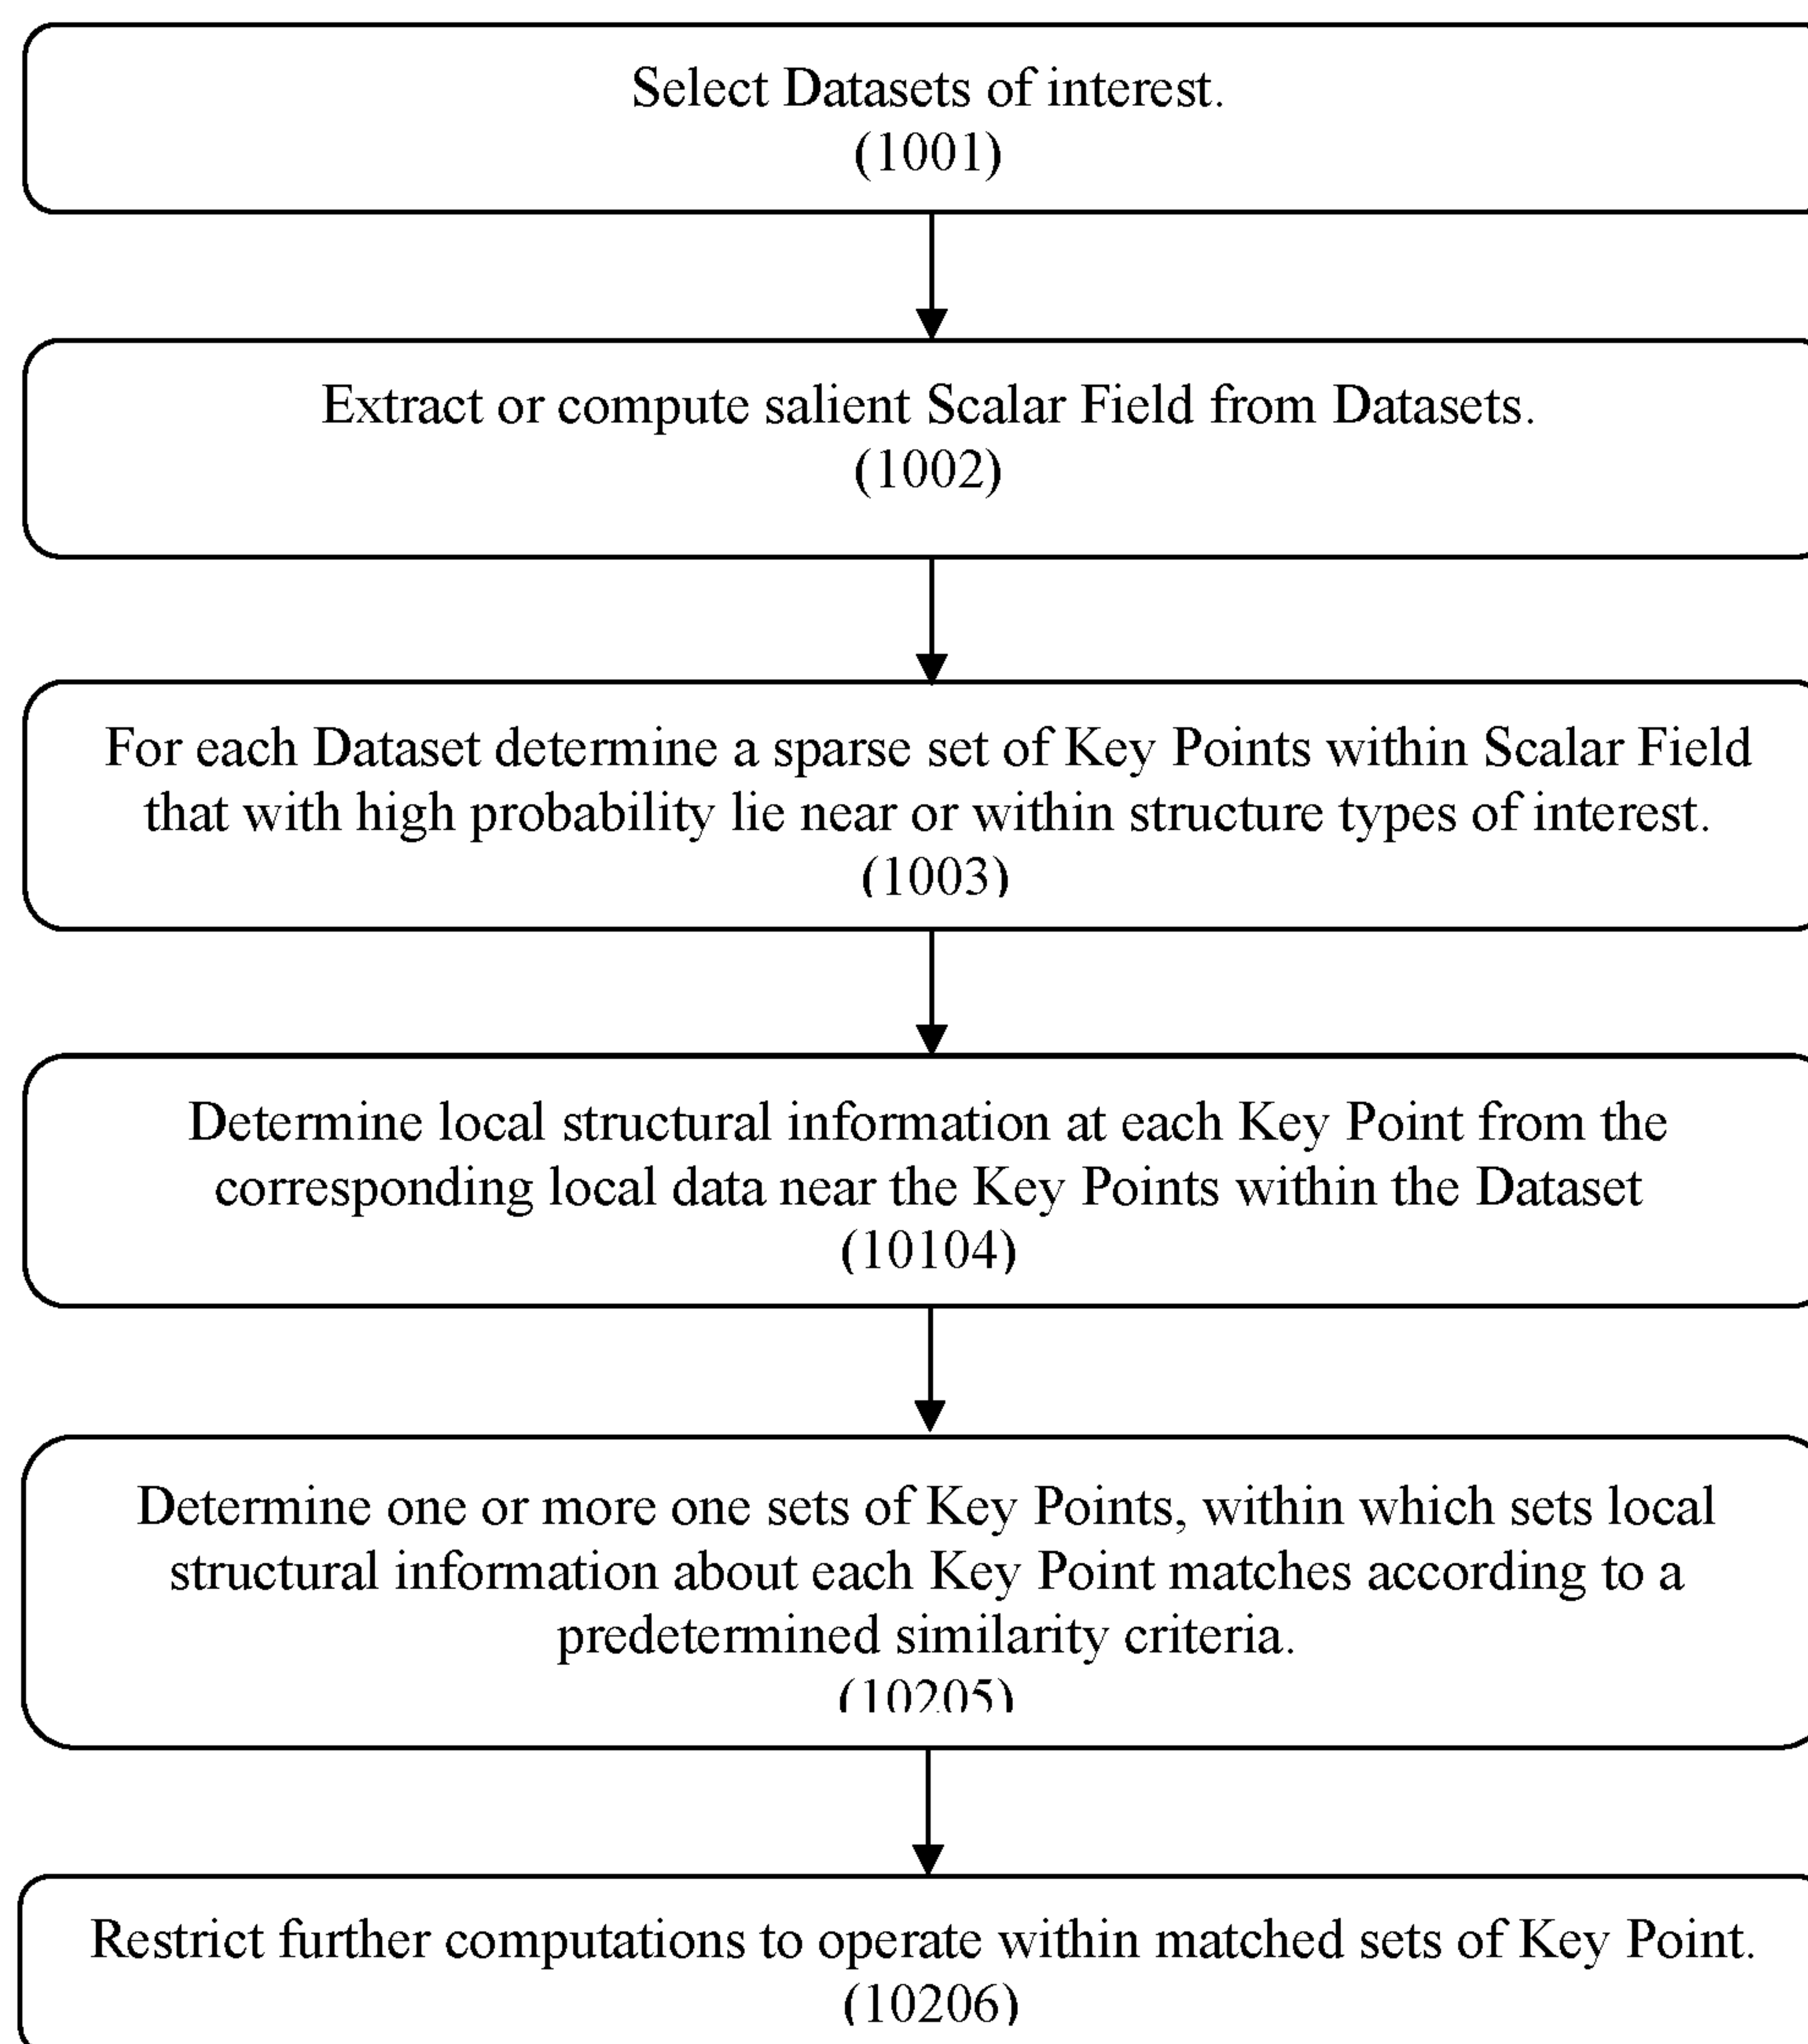 Select Datasets of interest.
(1001)
Extract or compute salient Scalar Field from Datasets.
(1002)
For each Dataset determine a sparse set of Key Points within Scalar Field
that with high probability lie near or within structure types of interest.
(1003)
Determine local structural information at each Key Point from the
corresponding local data near the Key Points within the Dataset
(10104)
Determine one or more one sets of Key Points, within which sets local
structural information about each Key Point matches according to a
predetermined similarity criteria.
(10205)
Restrict further computations to operate within matched sets of Key Point.
(10206)